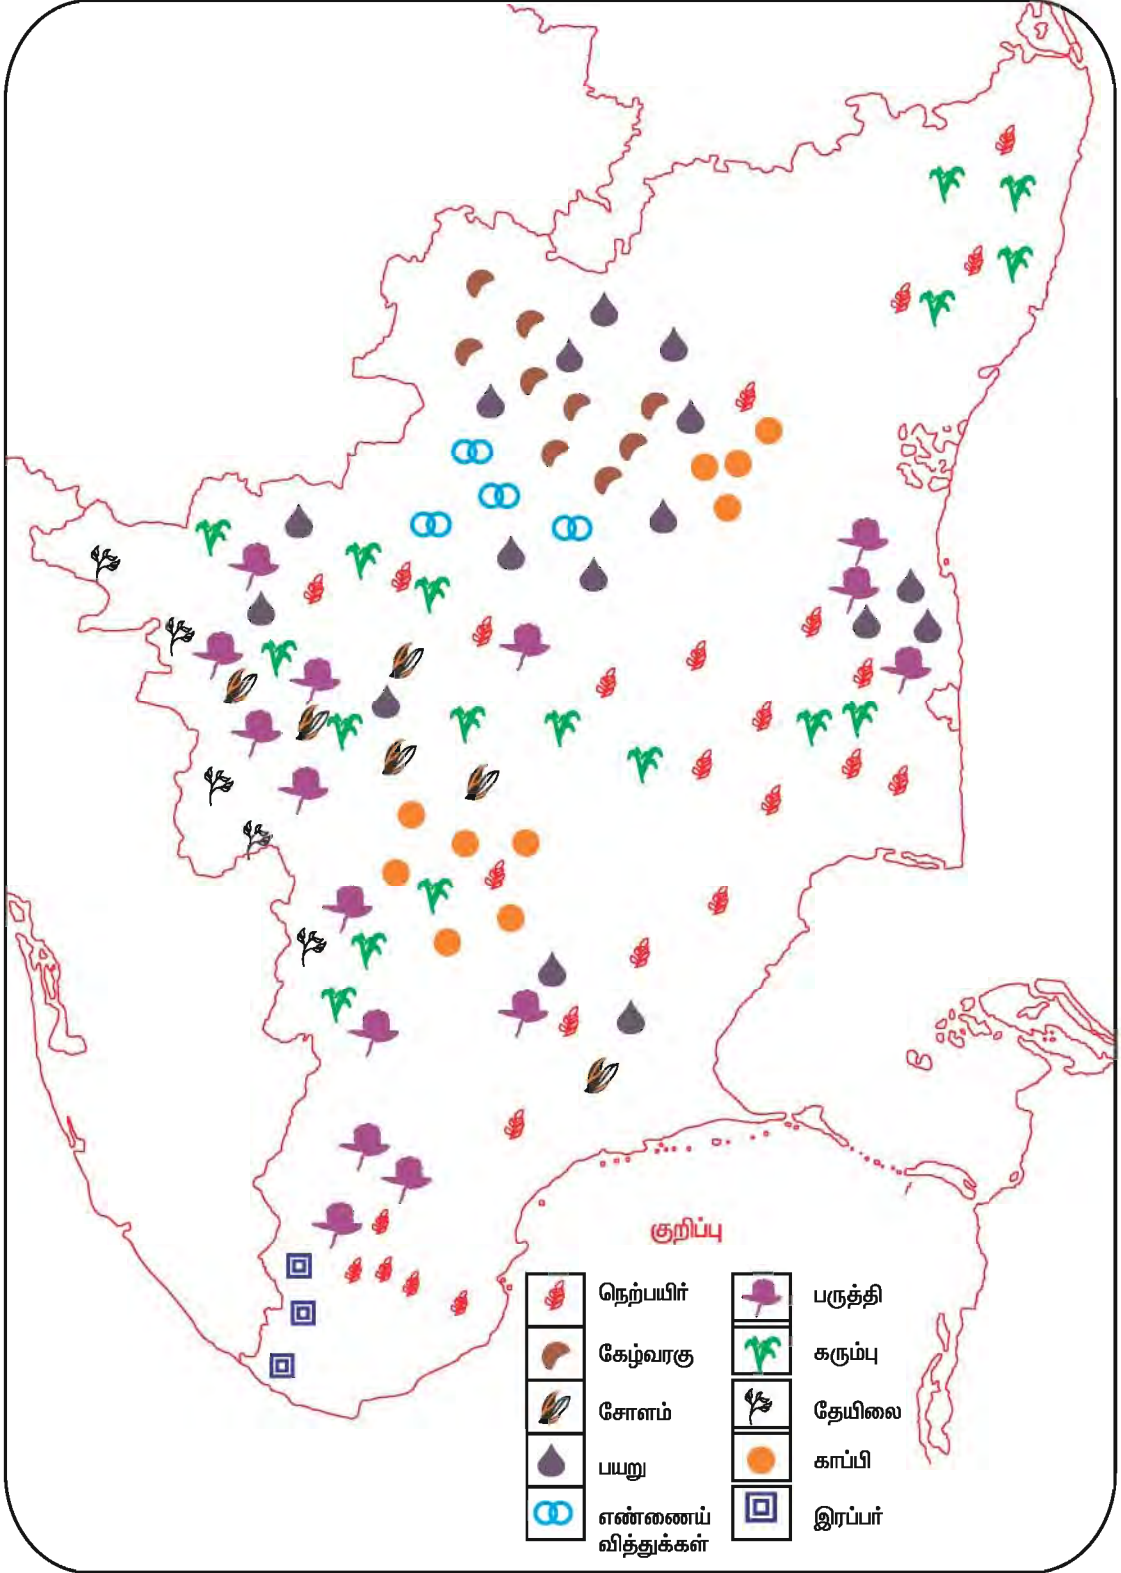 குறிப்பு
நெற்பயிர்
பருத்தி
கேழ்வரகு
கரும்பு
சோளம்
தேயிலை
பயறு
காப்பி
எண்ணைய்
வித்துக்கள்
இரப்பர்